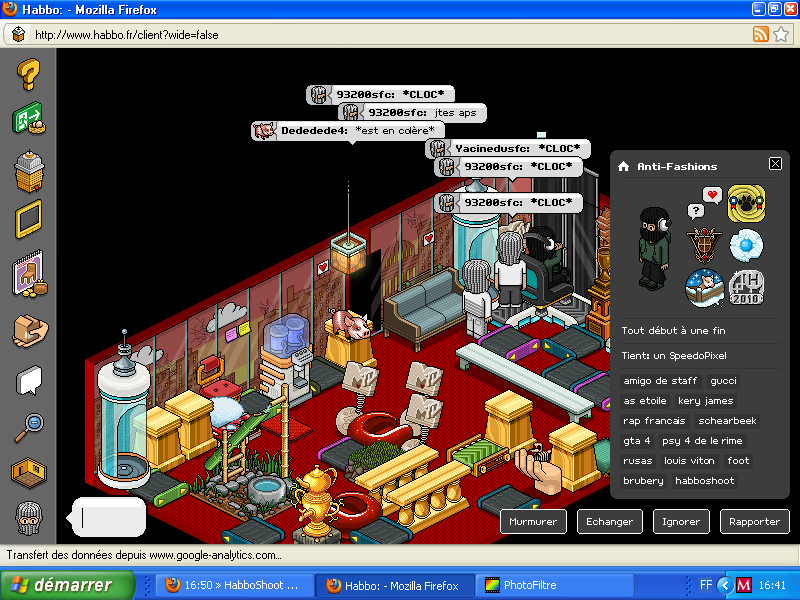 Habbo: - Mozilla Firefox
http://www.habbo.fr/client?wide=false
93200sfc: *CLOC*
93200sfc: jtes aps
Dededede4: *est en colère*
Yacinedusfc: *CLOC*
93200sfc: *CLOC*
93200sfc: *CLOC*
Anti-Fashions
?
2010
Tout début à une fin
Tient: un SpeedoPixel
amigo de staff gucci
as etoile kery james
rap francais schearbeek
gta 4 psy 4 de le rime
rusas louis viton foot
brubery habboshoot
Murmurer Echanger Ignorer Rapporter
Transfert des données depuis www.google-analytics.com...
démarrer 16:50 » HabboShoot ... Habbo: - Mozilla Firefox PhotoFiltre FF M 16:41